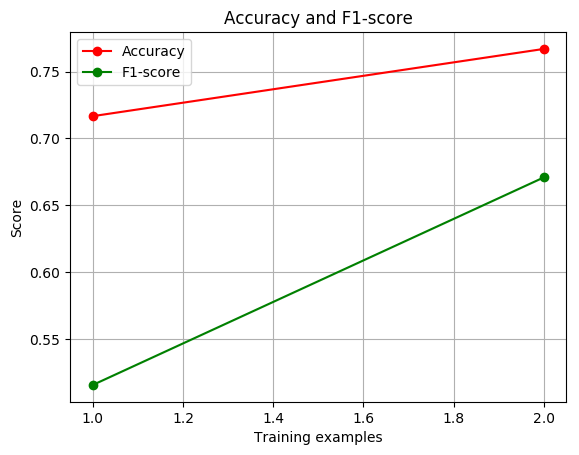 Accuracy and F1-score
Accuracy
F1-score
0.75
0.70
0.65
0.60
0.55
Score
1.0 1.2 1.4 1.6 1.8 2.0
Training examples